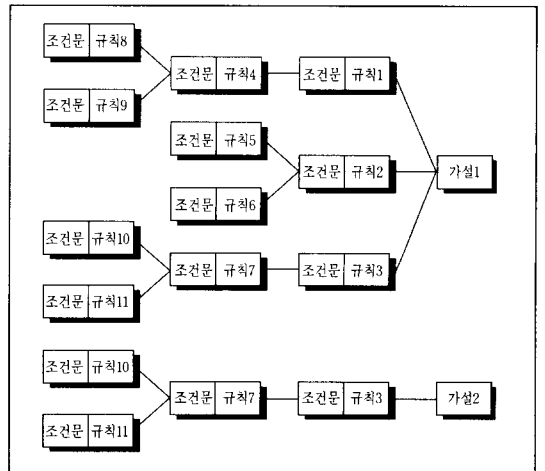 조건문 규칙8
조건문 규칙4
조건문 규칙1
조건문 규칙9
조건문 규칙5
조건문 규칙2
가설1
조건문 규칙6
조건문 규칙10
조건문 규칙7
조건문 규칙3
조건문 규칙11
조건문 규칙10
조건문 규칙7
조건문 규칙3
가설2
조건문 규칙11